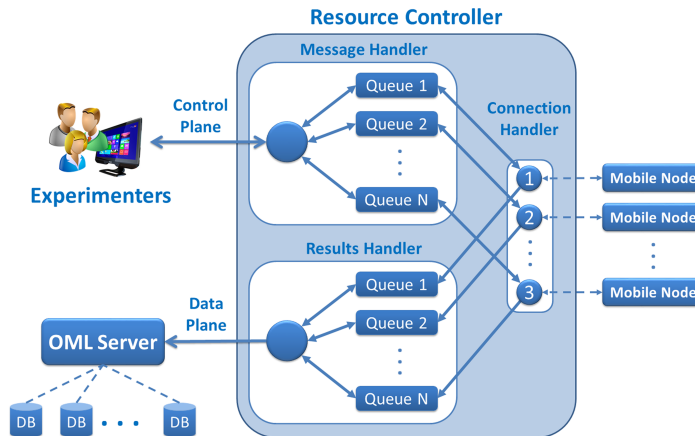 Resource Controller
Message Handler
Queue 1
Queue 2
Queue N
Control
Plane
Experimenters
Connection
Handler
1
2
3
Mobile Node
Mobile Node
Mobile Node
Results Handler
Queue 1
Queue 2
Queue N
Data
Plane
OML Server
DB
DB
DB